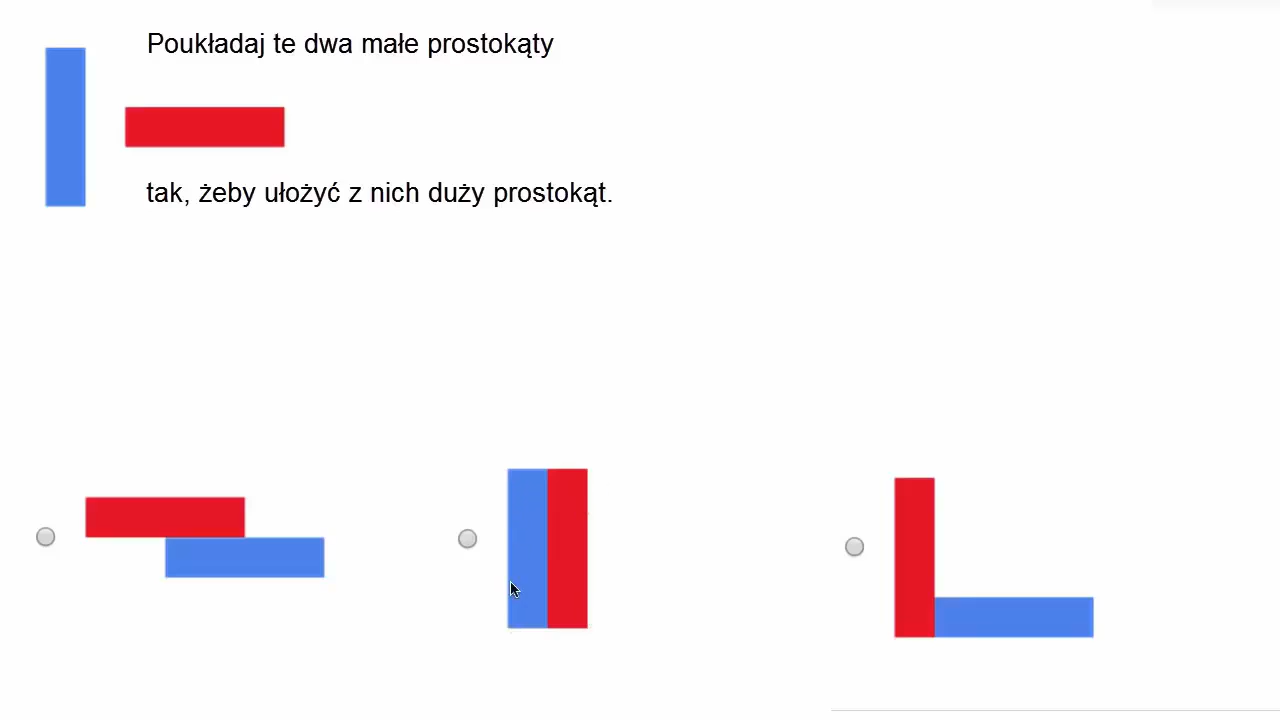 Poukładaj te dwa małe prostokąty
tak, żeby ułożyć z nich duży prostokąt.